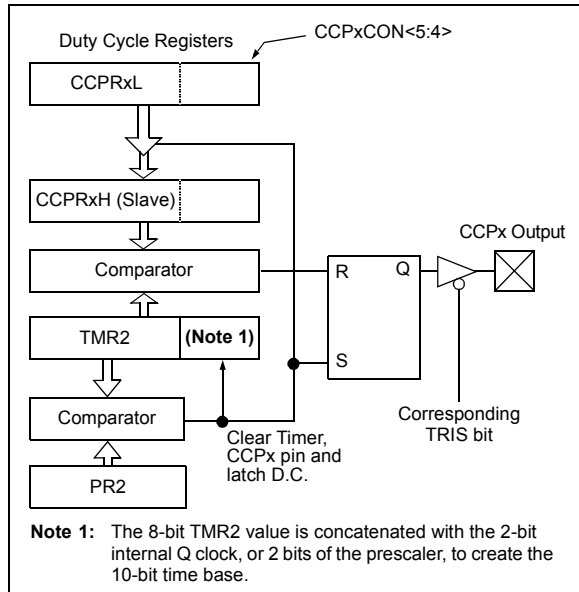 Duty Cycle Registers
CCPxCON<5:4>
CCPRxL
CCPRxH (Slave)
CCPx Output
Comparator
R
Q
TMR2
(Note 1)
S
Comparator
Clear Timer,
CCPx pin and
latch D.C.
Corresponding
TRIS bit
PR2
Note 1: The 8-bit TMR2 value is concatenated with the 2-bit
internal Q clock, or 2 bits of the prescaler, to create the
10-bit time base.